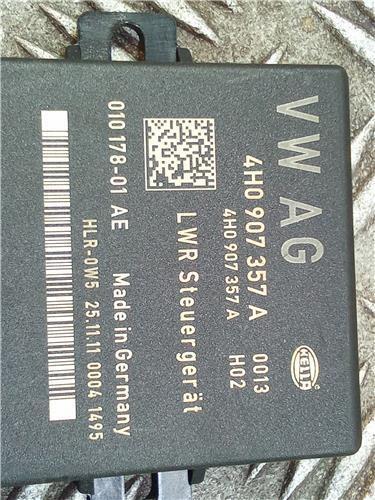 VW AG
4H0 907 357 A 0013
4H0 907 357 A H02
HELLA
LWR Steuergerät
010 178-01 AE Made in Germany
HLR-0W5 25.11.11 0004 1495